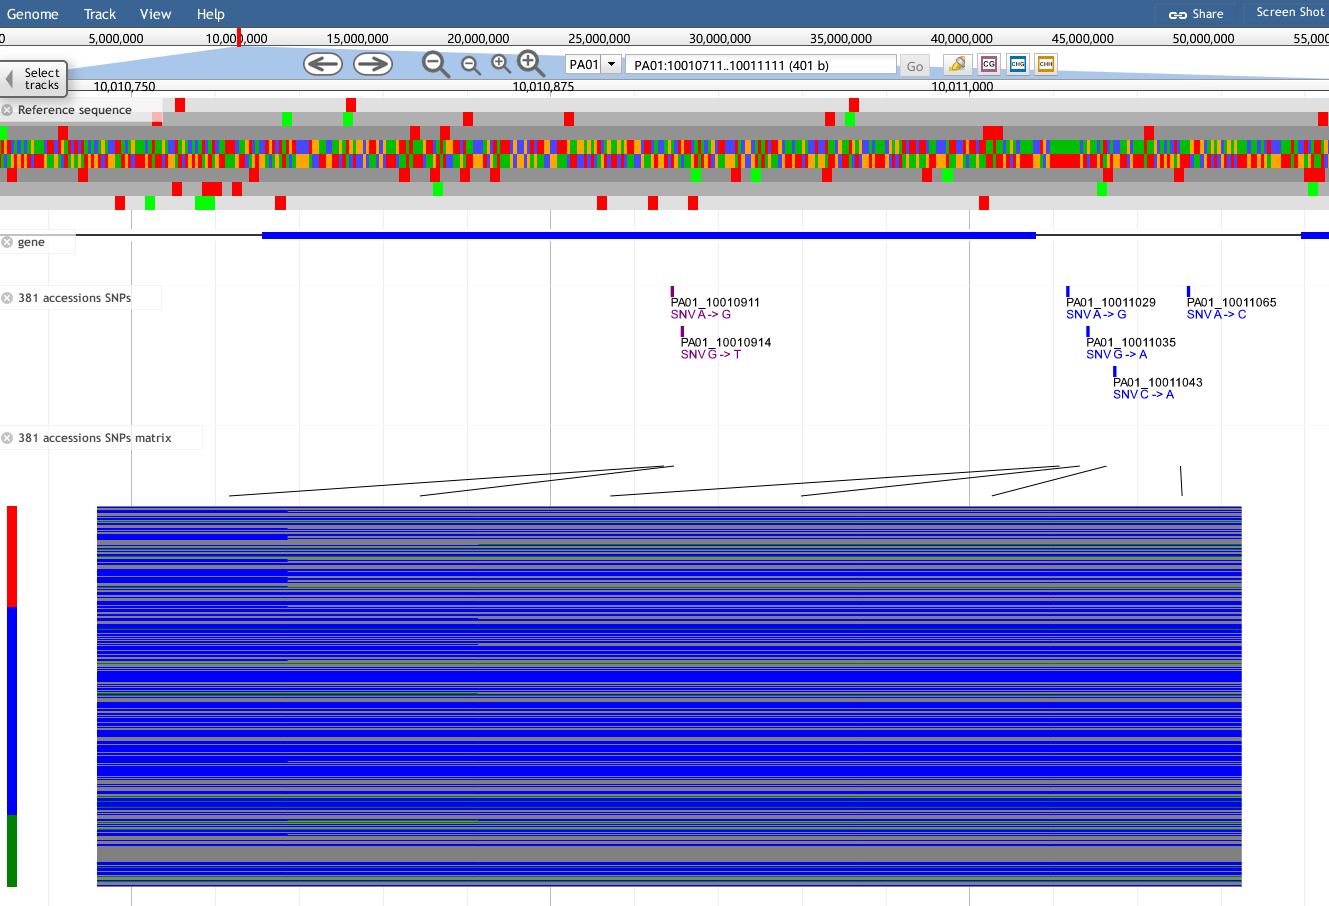 Genome Track View Help Share Screen Shot
0 5,000,000 10,000,000 15,000,000 20,000,000 25,000,000 30,000,000 35,000,000 40,000,000 45,000,000 50,000,000 55,000
Select tracks
PA01 PA01:10010711..10011111 (401 b) Go CG CHG CHH
10,010,750 10,010,875 10,011,000
Reference sequence
gene
381 accessions SNPs
PA01_10010911 PA01_10011029 PA01_10011065
SNV A -> G SNV A -> G SNV A -> C
PA01_10010914 PA01_10011035
SNV G -> T SNV G -> A
PA01_10011043
SNV C -> A
381 accessions SNPs matrix